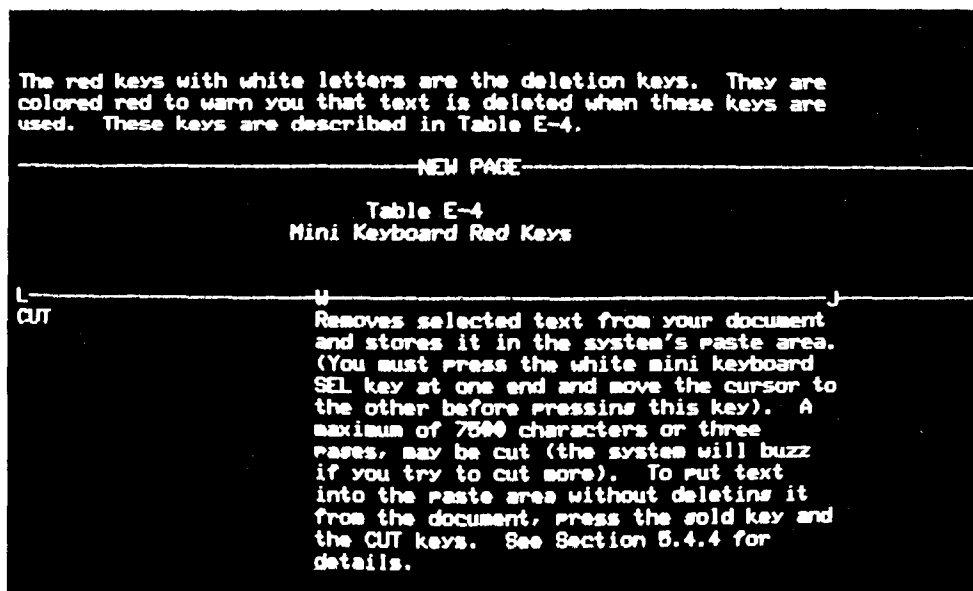 The red keys with white letters are the deletion keys. They are
colored red to warn you that text is deleted when these keys are
used. These keys are described in Table E-4.
NEW PAGE
Table E-4
Mini Keyboard Red Keys
L W J
CUT Removes selected text from your document
and stores it in the system's paste area.
(You must press the white mini keyboard
SEL key at one end and move the cursor to
the other before pressing this key). A
maximum of 7500 characters or three
pages, may be cut (the system will buzz
if you try to cut more). To put text
into the paste area without deleting it
from the document, press the gold key and
the CUT keys. See Section 5.4.4 for
details.